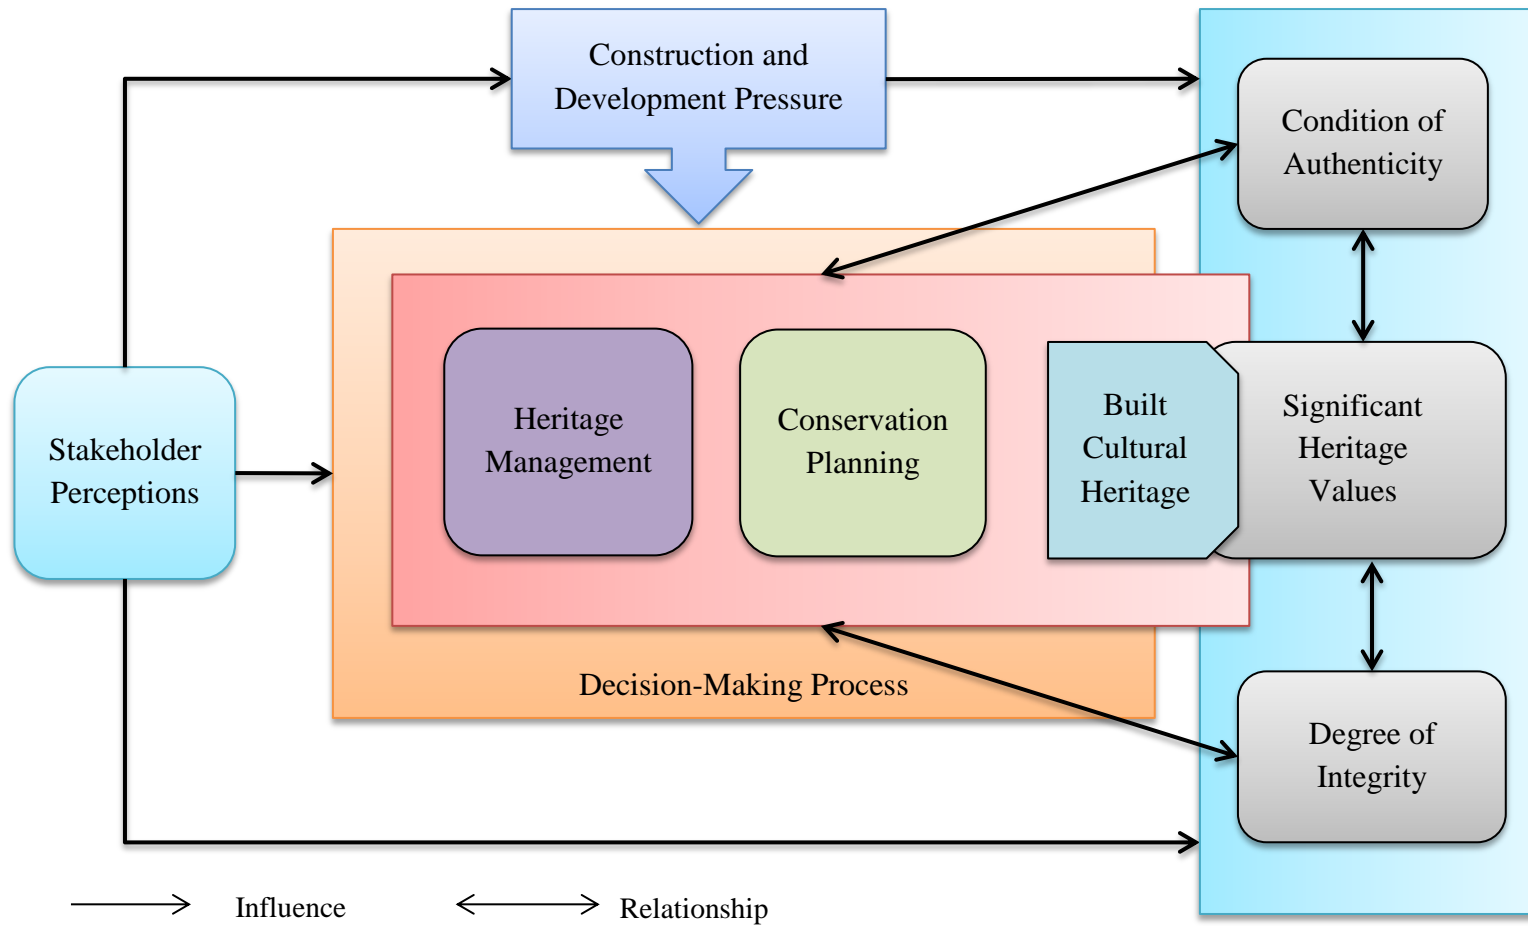 Construction and
Development Pressure
Condition of
Authenticity
Stakeholder
Perceptions
Heritage
Management
Conservation
Planning
Built
Cultural
Heritage
Significant
Heritage
Values
Decision-Making Process
Degree of
Integrity
Influence
Relationship